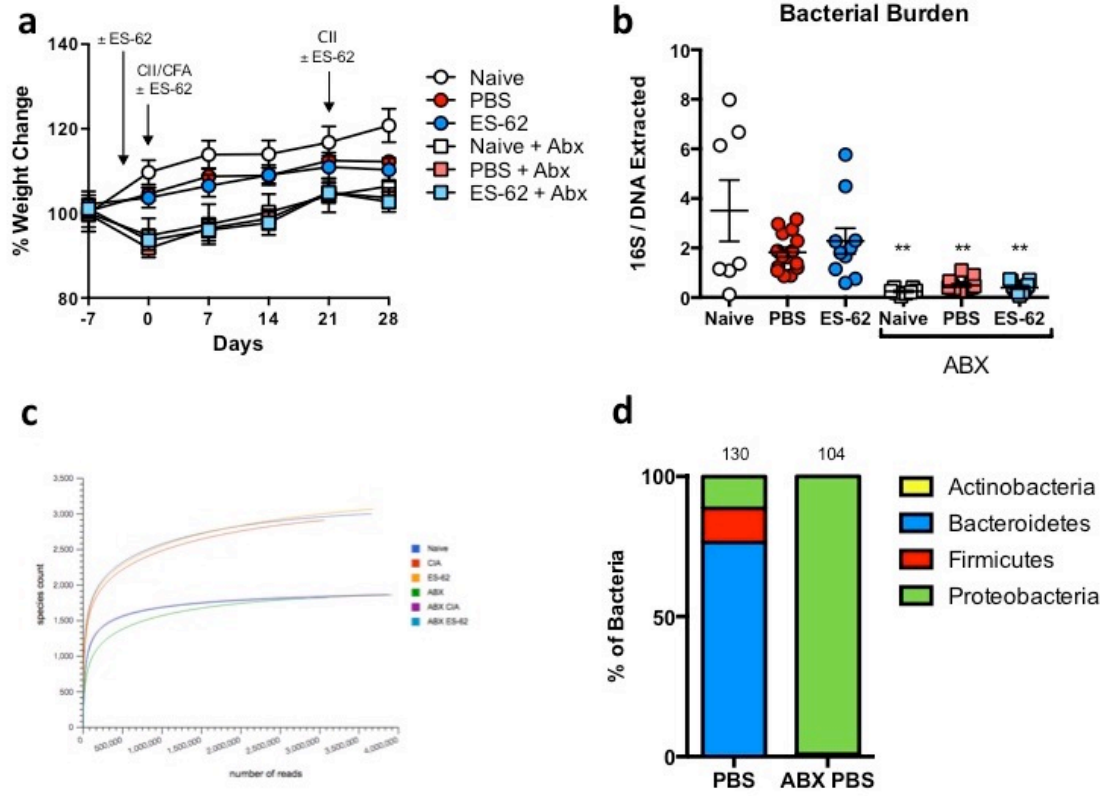 a
140
120
100
80
% Weight Change
± ES-62
CII/CFA
± ES-62
CII
± ES-62
-7 0 7 14 21 28
Days
Naive
PBS
ES-62
Naive + Abx
PBS + Abx
ES-62 + Abx
b
Bacterial Burden
10
8
6
4
2
0
16S / DNA Extracted
** ** **
Naive PBS ES-62 Naive PBS ES-62
ABX
c
3,500
3,000
2,500
2,000
1,500
1,000
500
0
species count
0 500,000 1,000,000 1,500,000 2,000,000 2,500,000 3,000,000 3,500,000 4,000,000
number of reads
Naive
CIA
ES-62
ABX
ABX CIA
ABX ES-62
d
130 104
100
50
0
% of Bacteria
PBS ABX PBS
Actinobacteria
Bacteroidetes
Firmicutes
Proteobacteria